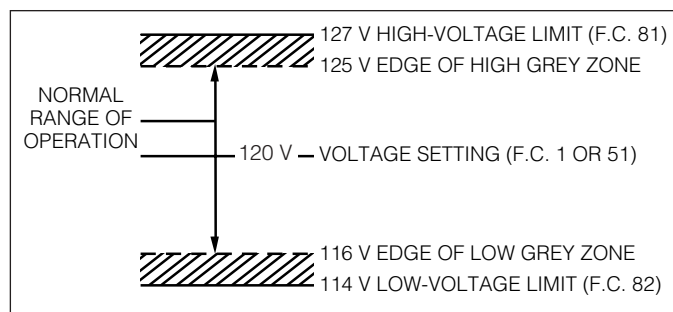 127 V HIGH-VOLTAGE LIMIT (F.C. 81)
125 V EDGE OF HIGH GREY ZONE
NORMAL
RANGE OF
OPERATION
120 V
VOLTAGE SETTING (F.C. 1 OR 51)
116 V EDGE OF LOW GREY ZONE
114 V LOW-VOLTAGE LIMIT (F.C. 82)